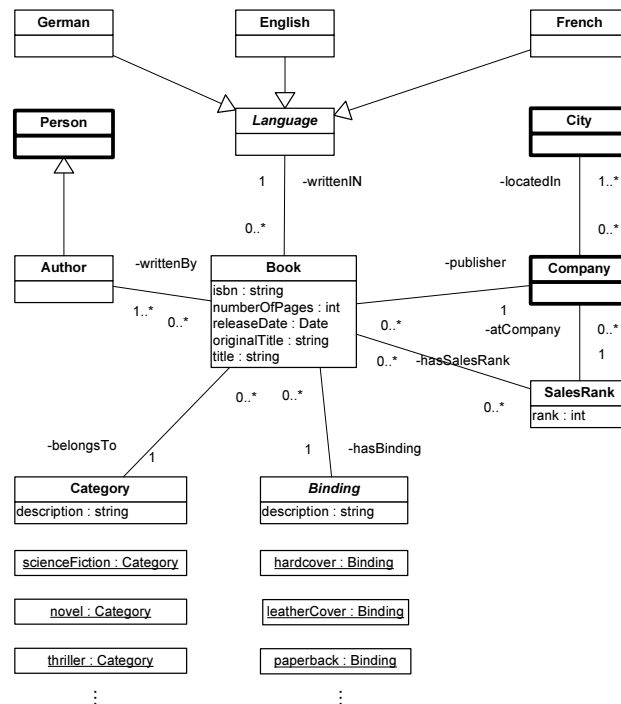 German
English
French
Person
Language
City
1
-writtenIN
-locatedIn
1..*
0..*
0..*
Author
-writtenBy
Book
-publisher
Company
isbn : string
numberOfPages : int
releaseDate : Date
originalTitle : string
title : string
1..*
0..*
0..*
1
-atCompany
0..*
0..*
-hasSalesRank
1
SalesRank
rank : int
0..*
0..*
0..*
-belongsTo
1
1
-hasBinding
Category
description : string
Binding
description : string
scienceFiction : Category
hardcover : Binding
novel : Category
leatherCover : Binding
thriller : Category
paperback : Binding
⋮
⋮